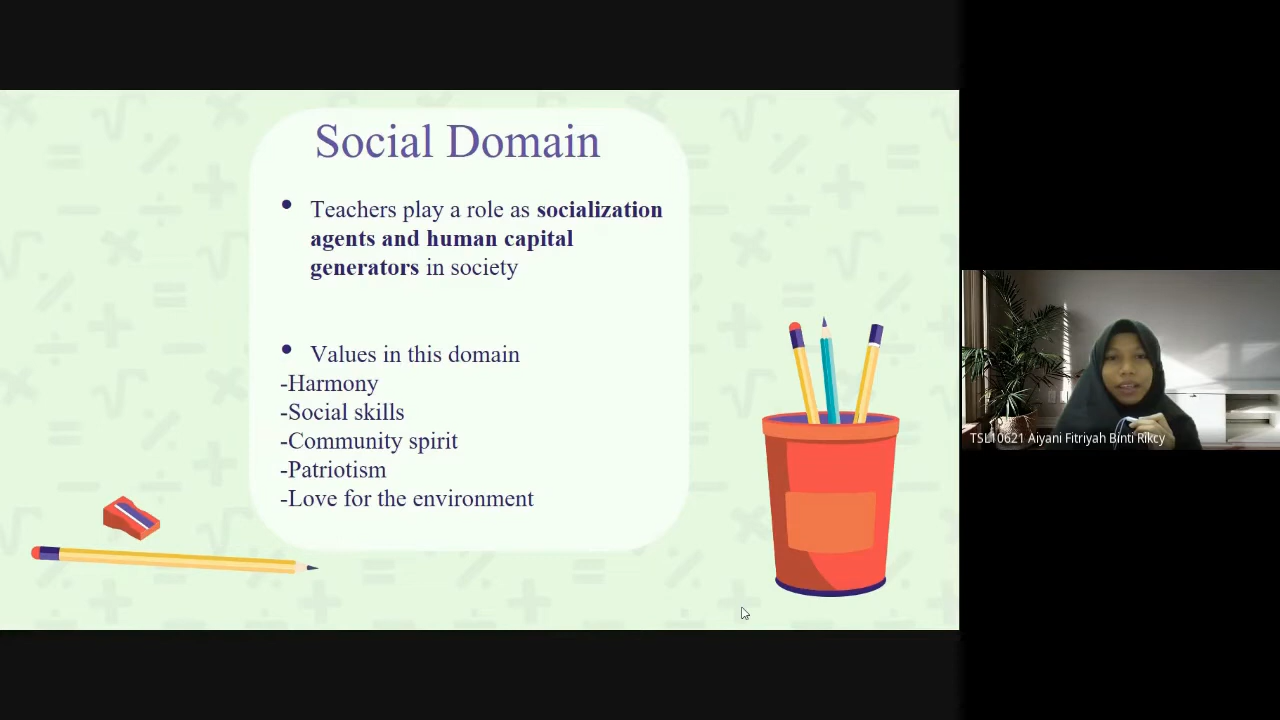 Social Domain
• Teachers play a role as socialization
agents and human capital
generators in society
• Values in this domain
-Harmony
-Social skills
-Community spirit
-Patriotism
-Love for the environment
TSL10621 Aiyani Fitriyah Binti Rikcy